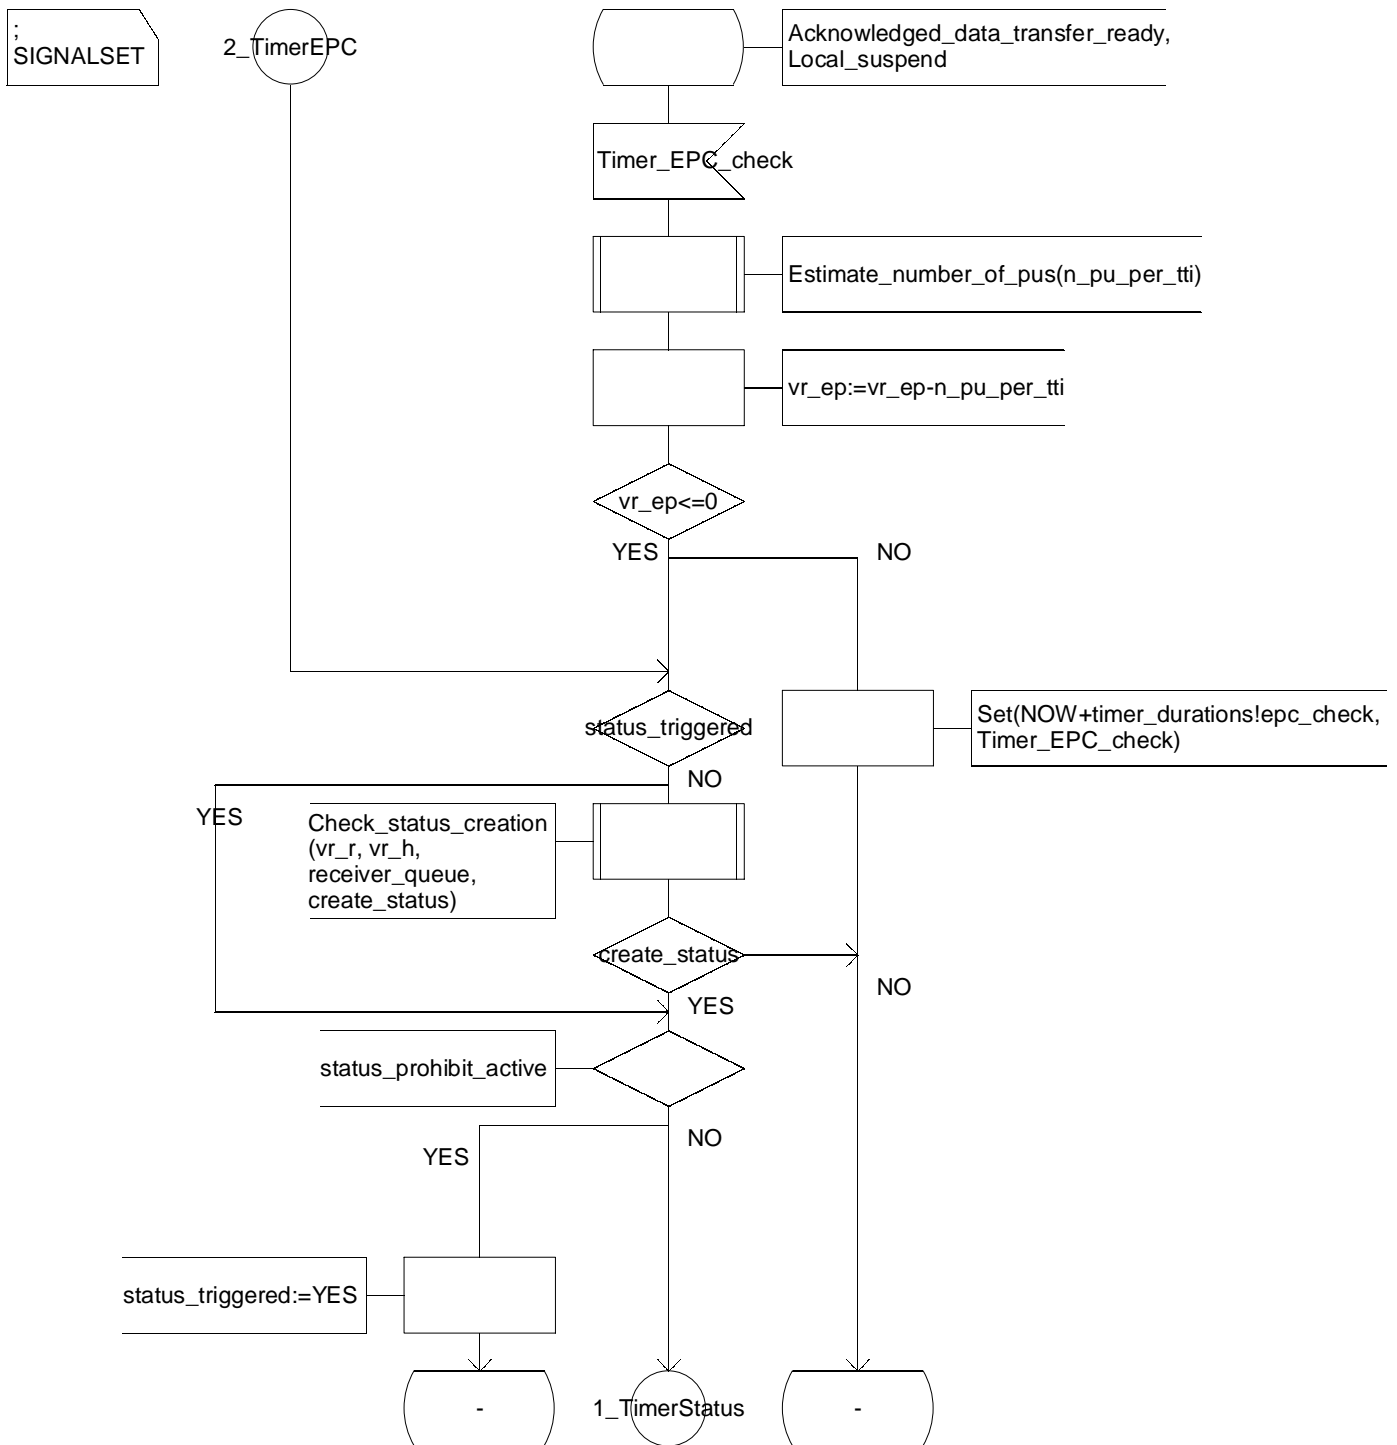 ;
SIGNALSET
2_TimerEPC
Acknowledged_data_transfer_ready,
Local_suspend
Timer_EPC_check
Estimate_number_of_pus(n_pu_per_tti)
vr_ep:=vr_ep-n_pu_per_tti
vr_ep<=0
YES
NO
status_triggered
Set(NOW+timer_durations!epc_check,
Timer_EPC_check)
NO
YES
Check_status_creation
(vr_r, vr_h,
receiver_queue,
create_status)
create_status
NO
YES
status_prohibit_active
NO
YES
status_triggered:=YES
-
1_TimerStatus
-